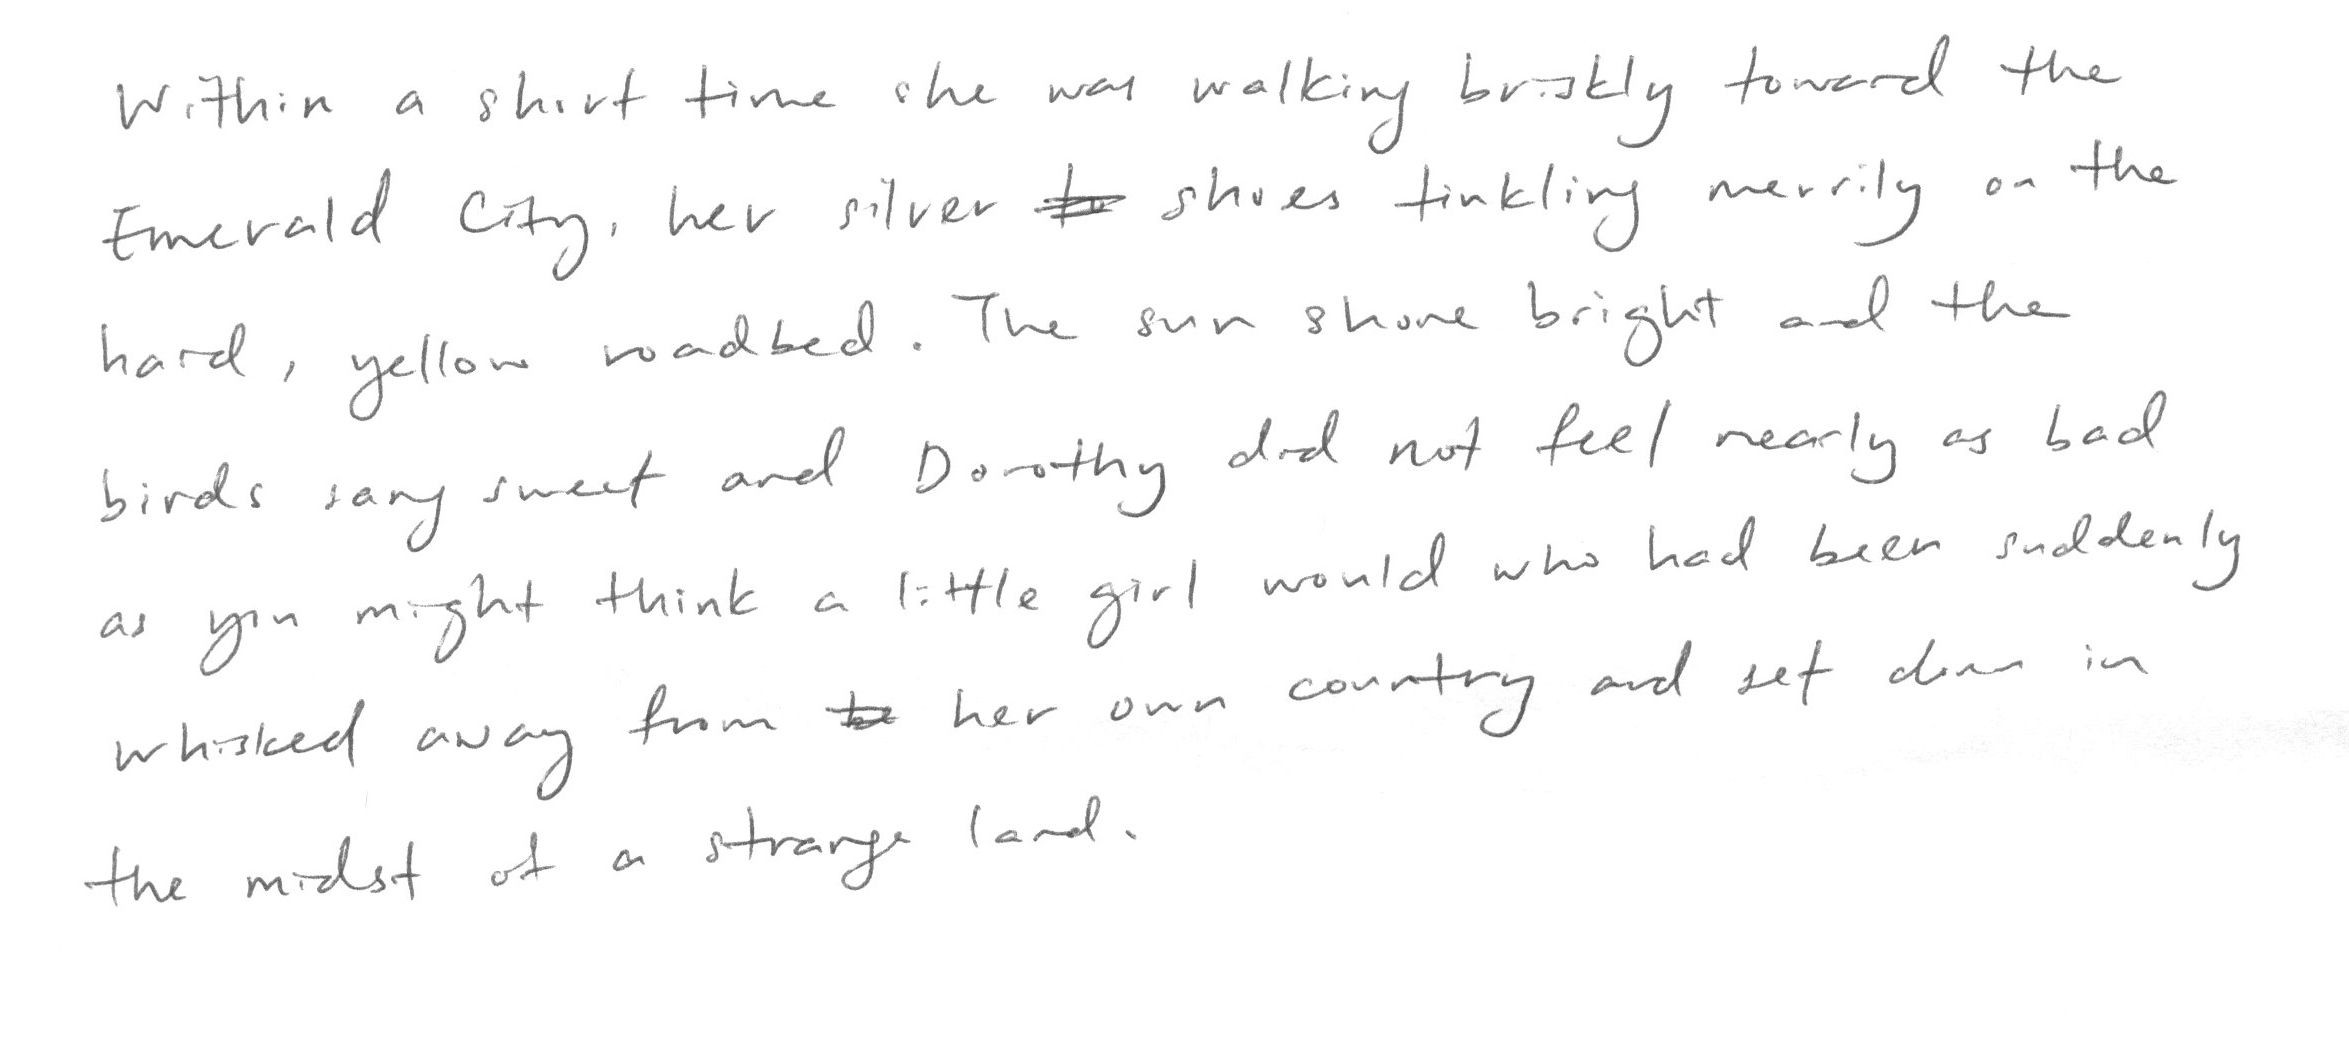 Within a short time she was walking briskly toward the
Emerald City, her silver shoes tinkling merrily on the
hard, yellow roadbed. The sun shone bright and the
birds sang sweet and Dorothy did not feel nearly as bad
as you might think a little girl would who had been suddenly
whisked away from her own country and set down in
the midst of a strange land.